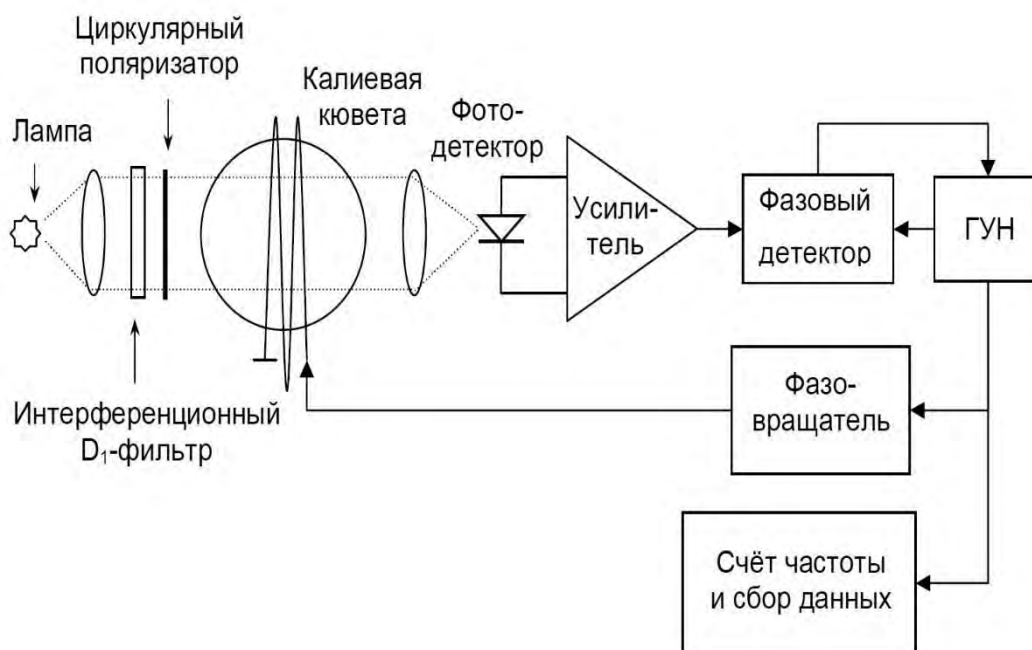 Циркулярный
поляризатор
Калиевая
кювета
Лампа
Фото-
детектор
Усили-
тель
Фазовый
детектор
ГУН
Интерференционный
D₁-фильтр
Фазо-
вращатель
Счёт частоты
и сбор данных